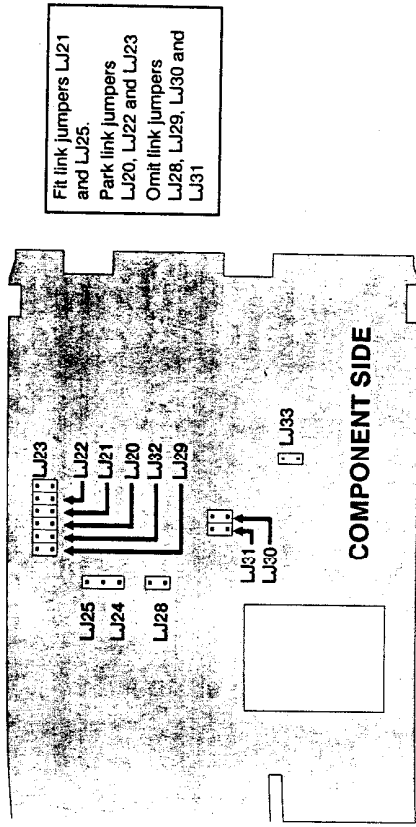 Fit link jumpers LJ21
and LJ25.
Park link jumpers
LJ20, LJ22 and LJ23
Omit link jumpers
LJ28, LJ29, LJ30 and
LJ31
LJ23
LJ22
LJ21
LJ20
LJ32
LJ29
LJ25
LJ24
LJ28
LJ31
LJ30
LJ33
COMPONENT SIDE